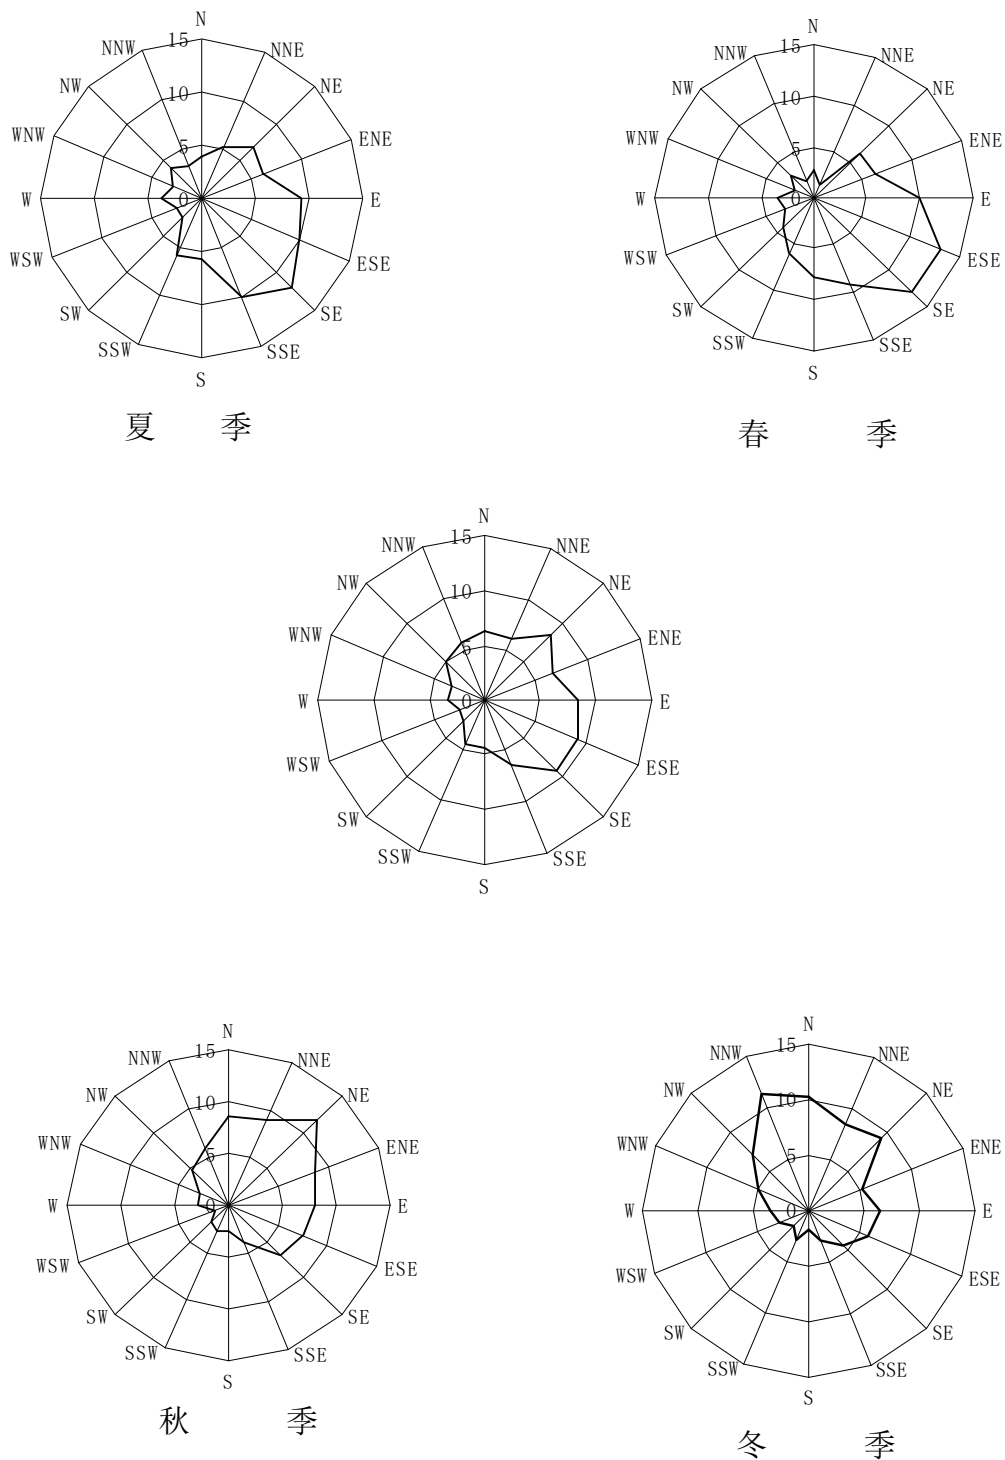 N
NNW 15 NNE
NW NE
10
WNW ENE
5
W 0 E
WSW ESE
SW SE
SSW SSE
S
夏 季
N
NNW 15 NNE
NW NE
10
WNW ENE
5
W 0 E
WSW ESE
SW SE
SSW SSE
S
春 季
N
NNW 15 NNE
NW NE
10
WNW ENE
5
W 0 E
WSW ESE
SW SE
SSW SSE
S
N
NNW 15 NNE
NW NE
10
WNW ENE
5
W 0 E
WSW ESE
SW SE
SSW SSE
S
秋 季
N
NNW 15 NNE
NW NE
10
WNW ENE
5
W 0 E
WSW ESE
SW SE
SSW SSE
S
冬 季